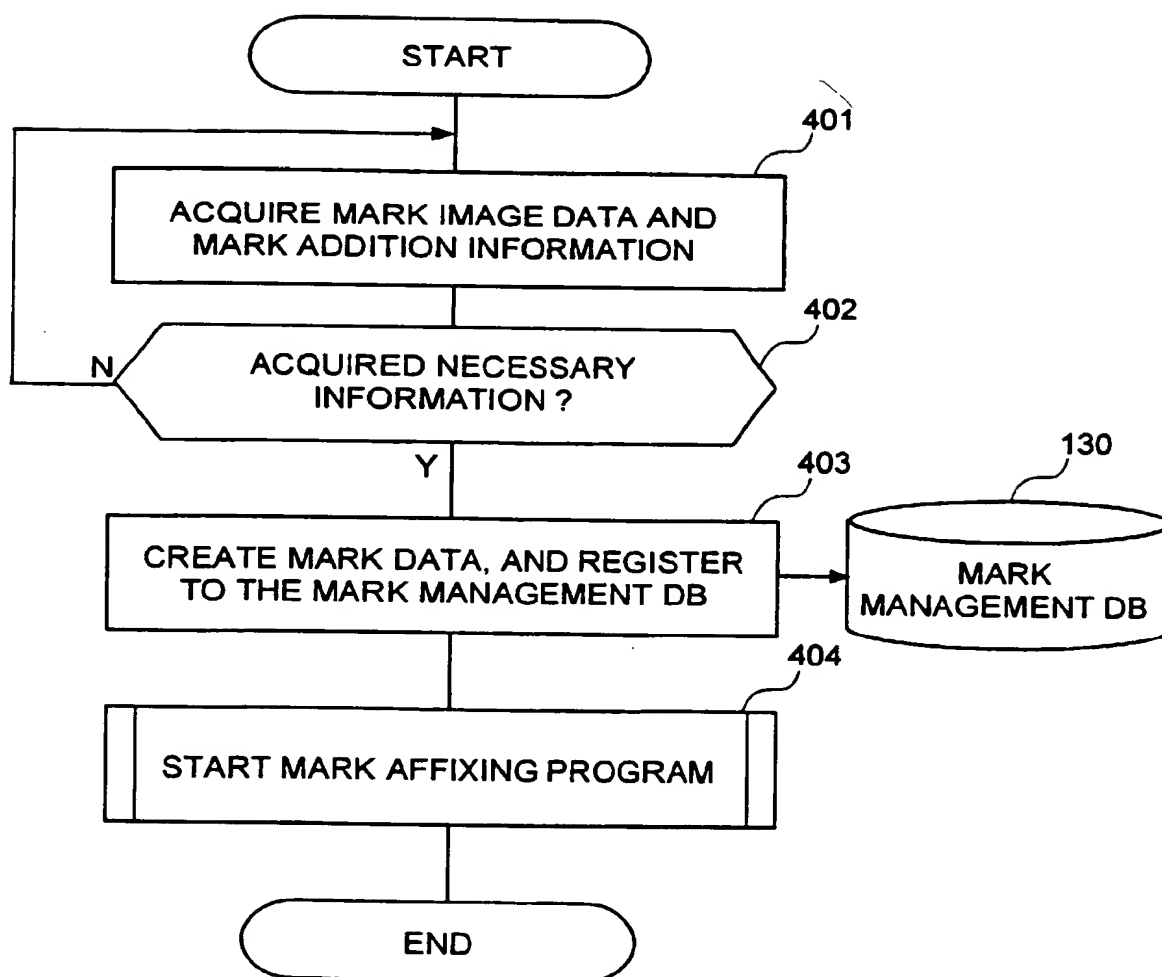 START
401
ACQUIRE MARK IMAGE DATA AND
MARK ADDITION INFORMATION
402
N
ACQUIRED NECESSARY
INFORMATION ?
Y
403
130
CREATE MARK DATA, AND REGISTER
TO THE MARK MANAGEMENT DB
MARK
MANAGEMENT DB
404
START MARK AFFIXING PROGRAM
END